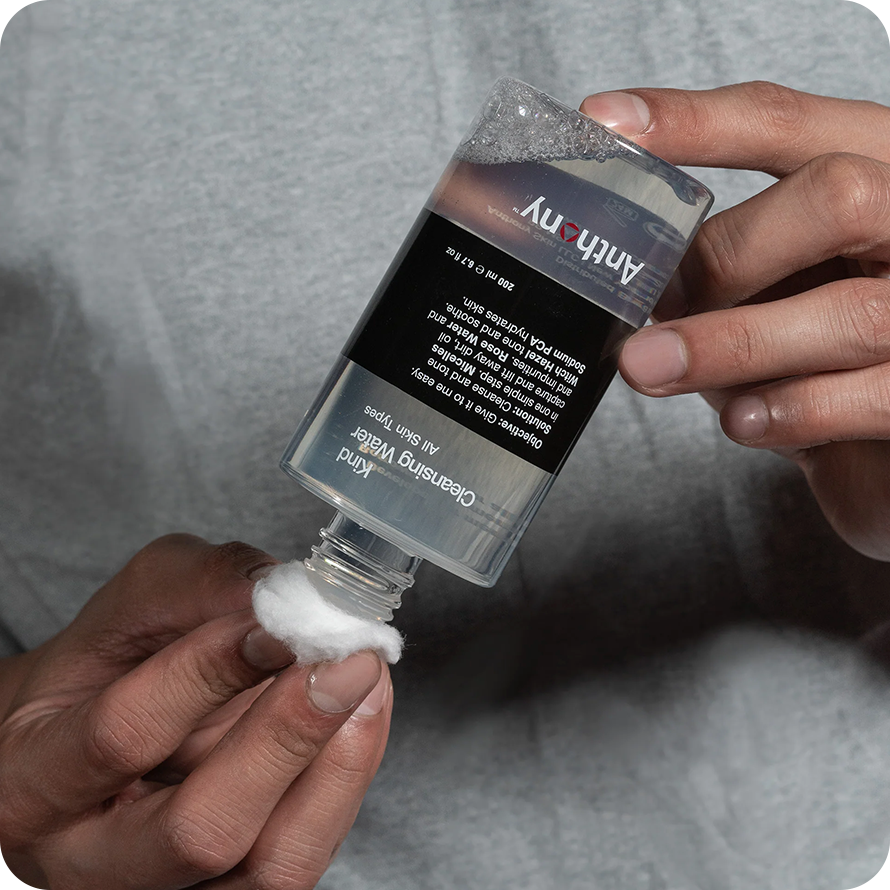 Kind
Cleansing Water
All Skin Types
Objective: Give it to me easy.
Solution: Cleanse and tone
in one simple step. Micelles
capture and lift away dirt, oil
and impurities. Rose Water and
Witch Hazel tone and soothe.
Sodium PCA hydrates skin.
200 ml ℮ 6.7 fl oz
Anthony™